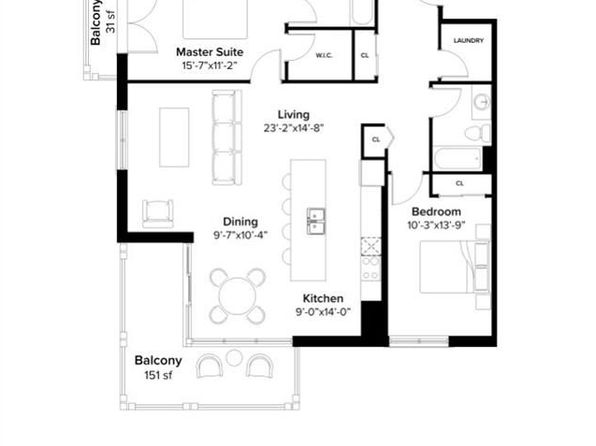 Balcony
31 sf
Master Suite
15'-7"x11'-2"
W.I.C.
CL
LAUNDRY
Living
23'-2"x14'-8"
CL
CL
Bedroom
10'-3"x13'-9"
Dining
9'-7"x10'-4"
Kitchen
9'-0"x14'-0"
Balcony
151 sf